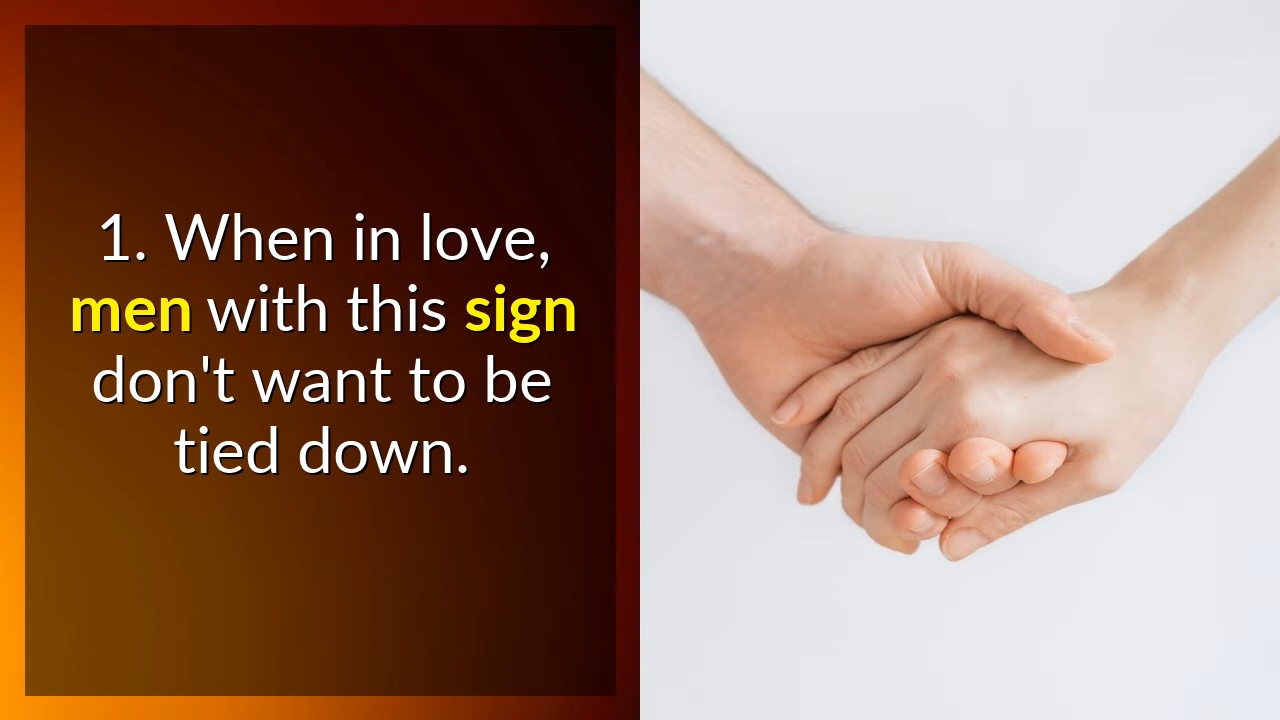 1. When in love,
men with this sign
don't want to be
tied down.